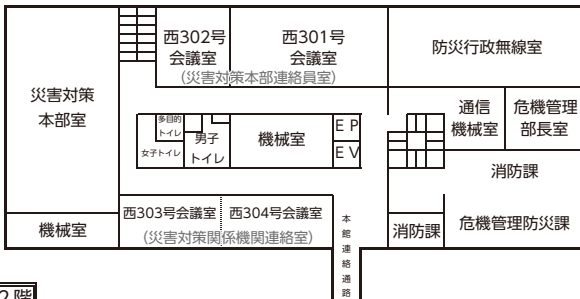 西302号
会議室
西301号
会議室
(災害対策本部連絡員室)
防災行政無線室
災害対策
本部室
多目的
トイレ
女子トイレ
男子
トイレ
機械室
EP
EV
通信
機械室
危機管理
部長室
消防課
西303号会議室
西304号会議室
(災害対策関係機関連絡室)
機械室
本館連絡通路
消防課
危機管理防災課
2階